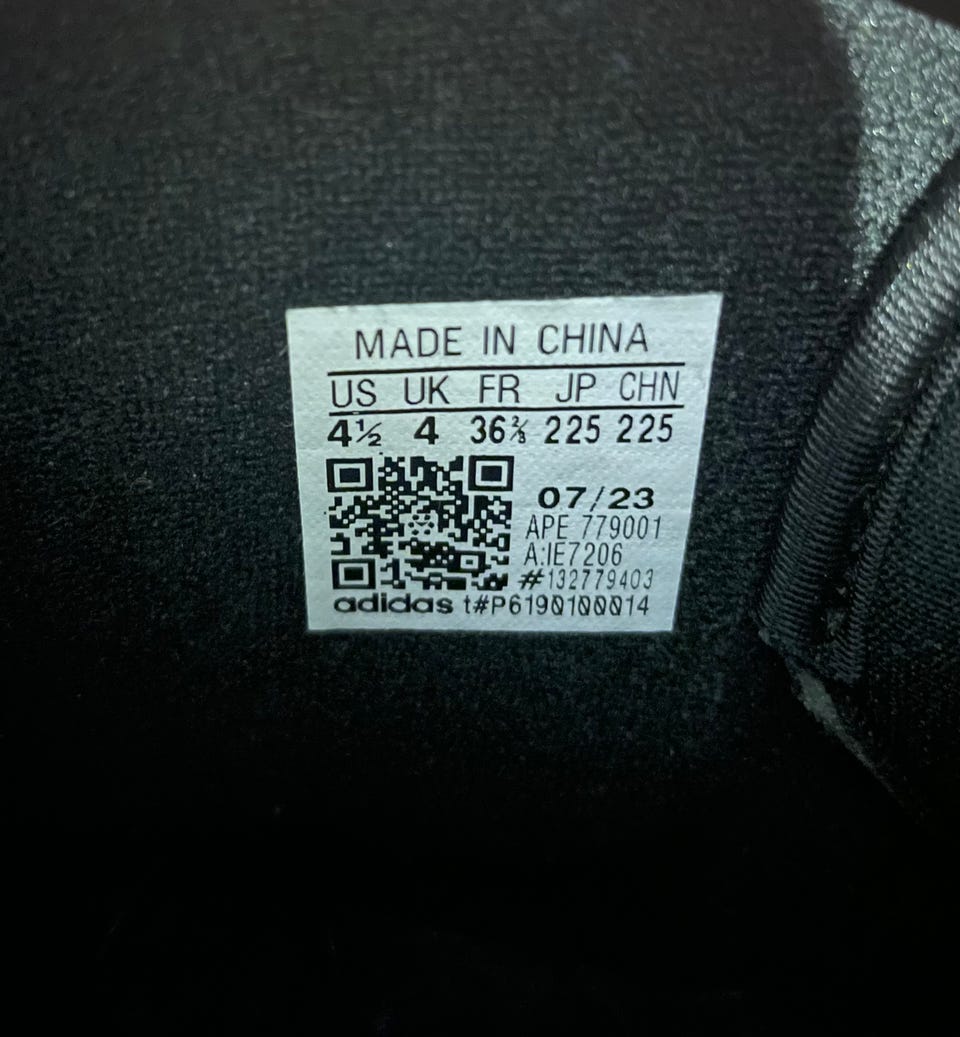 MADE IN CHINA
US UK FR JP CHN
4½ 4 36⅔ 225 225
07/23
APE 779001
A:IE7206
#132779403
adidas t#P6190100014